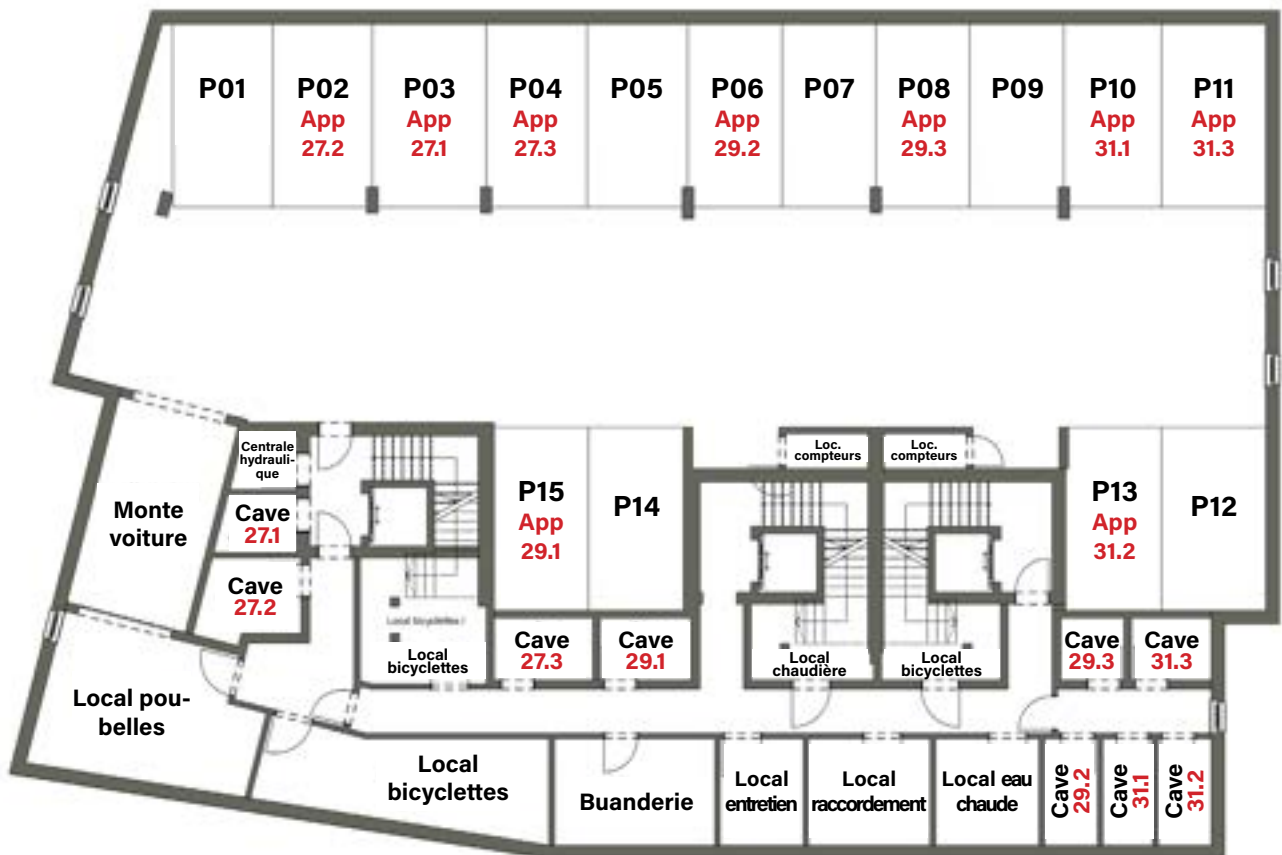 P01
P02
App
27.2
P03
App
27.1
P04
App
27.3
P05
P06
App
29.2
P07
P08
App
29.3
P09
P10
App
31.1
P11
App
31.3
Centrale
hydrauli-
que
Loc.
compteurs
Loc.
compteurs
Monte
voiture
Cave
27.1
P15
App
29.1
P14
P13
App
31.2
P12
Cave
27.2
Local bicyclettes /
Local
bicyclettes
Cave
27.3
Cave
29.1
Local
chaudière
Local
bicyclettes
Cave
29.3
Cave
31.3
Local pou-
belles
Local
bicyclettes
Buanderie
Local
entretien
Local
raccordement
Local eau
chaude
Cave
29.2
Cave
31.1
Cave
31.2